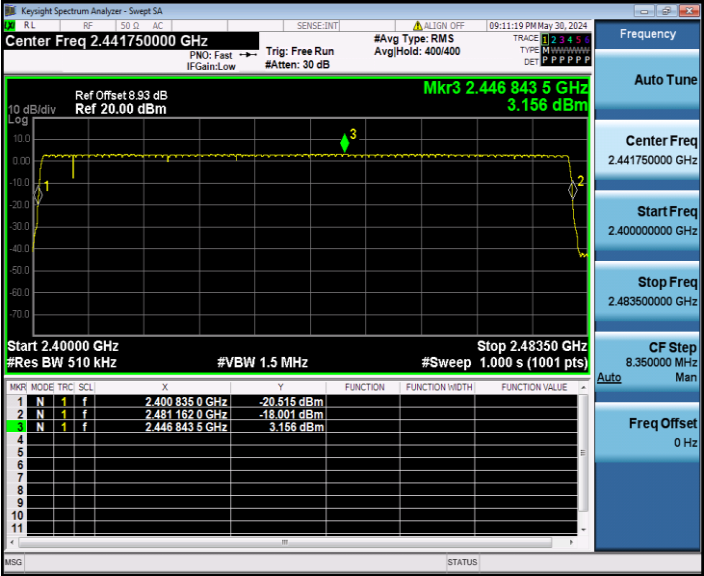 Keysight Spectrum Analyzer - Swept SA
RL RF 50 Ω AC SENSE:INT ALIGN OFF 09:11:19 PM May 30, 2024
Center Freq 2.441750000 GHz
PNO: Fast
IFGain:Low
Trig: Free Run
#Atten: 30 dB
#Avg Type: RMS
Avg|Hold: 400/400
TRACE 1 2 3 4 5 6
TYPE M W W W W W
DET P P P P P P
Frequency
Auto Tune
Center Freq
2.441750000 GHz
Start Freq
2.400000000 GHz
Stop Freq
2.483500000 GHz
CF Step
8.350000 MHz
Auto Man
Freq Offset
0 Hz
Mkr3 2.446 843 5 GHz
3.156 dBm
Ref Offset 8.93 dB
Ref 20.00 dBm
10 dB/div
Log
10.0
0.00
-10.0
-20.0
-30.0
-40.0
-50.0
-60.0
-70.0
1
3
2
Start 2.40000 GHz Stop 2.48350 GHz
#Res BW 510 kHz #VBW 1.5 MHz #Sweep 1.000 s (1001 pts)
MKR MODE TRC SCL X Y FUNCTION FUNCTION WIDTH FUNCTION VALUE
1 N 1 f 2.400 835 0 GHz -20.515 dBm
2 N 1 f 2.481 162 0 GHz -18.001 dBm
3 N 1 f 2.446 843 5 GHz 3.156 dBm
4
5
6
7
8
9
10
11
MSG STATUS